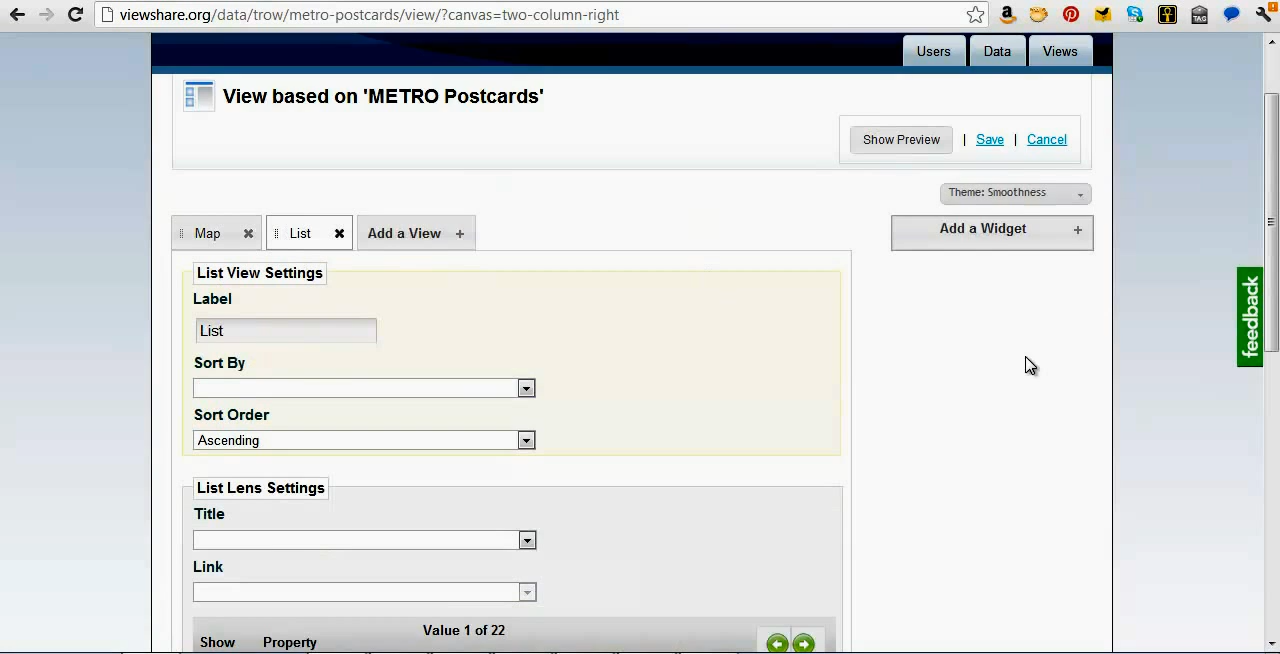 viewshare.org/data/trow/metro-postcards/view/?canvas=two-column-right
a
TAG
Users Data Views
View based on 'METRO Postcards'
Show Preview | Save | Cancel
Theme: Smoothness
Map List Add a View + Add a Widget +
List View Settings
Label
List
Sort By
Sort Order
Ascending
feedback
List Lens Settings
Title
Link
Value 1 of 22
Show Property